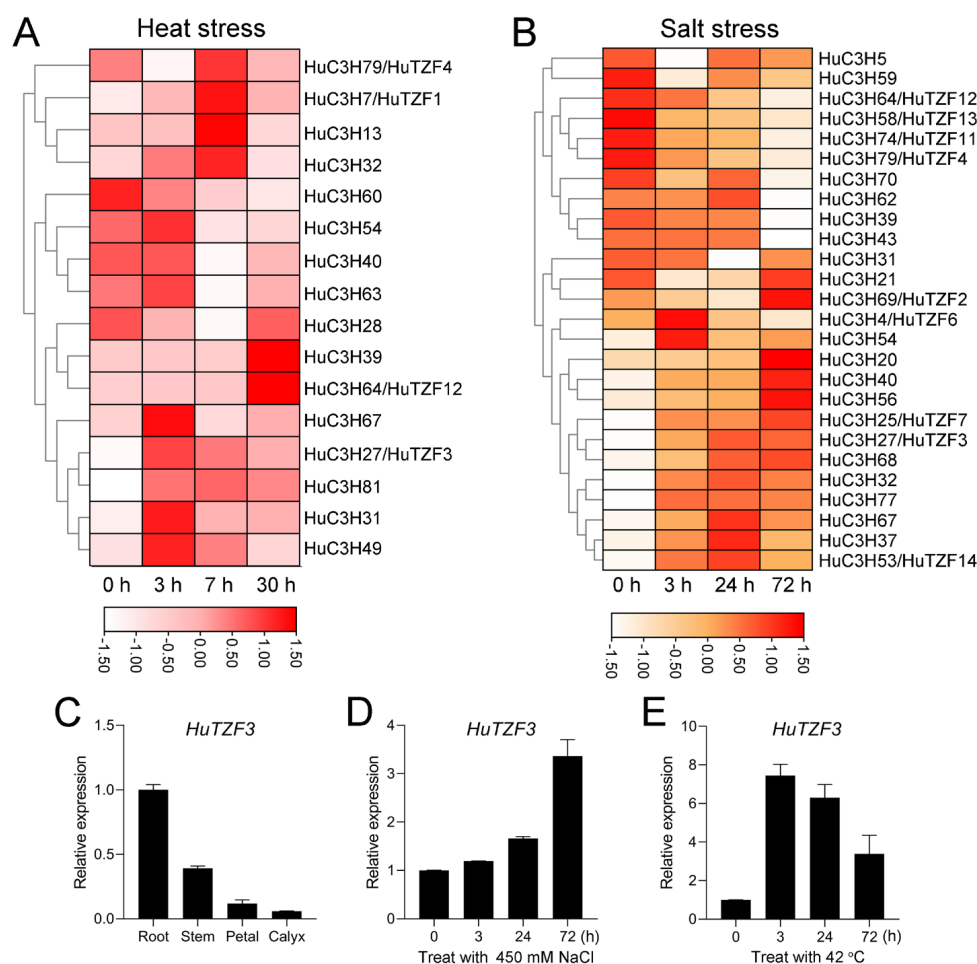 A
Heat stress
HuC3H79/HuTZF4
HuC3H7/HuTZF1
HuC3H13
HuC3H32
HuC3H60
HuC3H54
HuC3H40
HuC3H63
HuC3H28
HuC3H39
HuC3H64/HuTZF12
HuC3H67
HuC3H27/HuTZF3
HuC3H81
HuC3H31
HuC3H49
0 h 3 h 7 h 30 h
-1.50 -1.00 -0.50 0.00 0.50 1.00 1.50
B
Salt stress
HuC3H5
HuC3H59
HuC3H64/HuTZF12
HuC3H58/HuTZF13
HuC3H74/HuTZF11
HuC3H79/HuTZF4
HuC3H70
HuC3H62
HuC3H39
HuC3H43
HuC3H31
HuC3H21
HuC3H69/HuTZF2
HuC3H4/HuTZF6
HuC3H54
HuC3H20
HuC3H40
HuC3H56
HuC3H25/HuTZF7
HuC3H27/HuTZF3
HuC3H68
HuC3H32
HuC3H77
HuC3H67
HuC3H37
HuC3H53/HuTZF14
0 h 3 h 24 h 72 h
-1.50 -1.00 -0.50 0.00 0.50 1.00 1.50
C
HuTZF3
Relative expression
1.5
1.0
0.5
0.0
Root Stem Petal Calyx
D
HuTZF3
Relative expression
4
3
2
1
0
0 3 24 72 (h)
Treat with 450 mM NaCl
E
HuTZF3
Relative expression
10
8
6
4
2
0
0 3 24 72 (h)
Treat with 42 °C